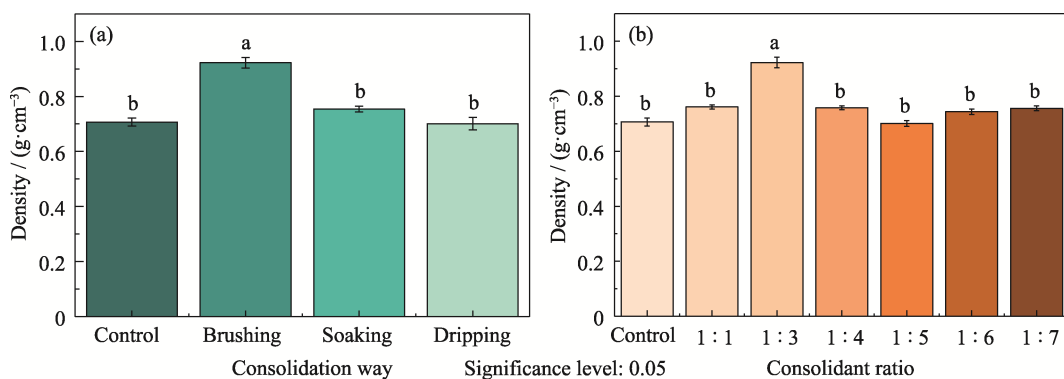 (a)
Density / (g·cm⁻³)
1.0
0.8
0.6
0.4
0.2
0
b
a
b
b
Control Brushing Soaking Dripping
Consolidation way
(b)
Density / (g·cm⁻³)
1.0
0.8
0.6
0.4
0.2
0
b
b
a
b
b
b
b
Control 1∶1 1∶3 1∶4 1∶5 1∶6 1∶7
Significance level: 0.05
Consolidant ratio